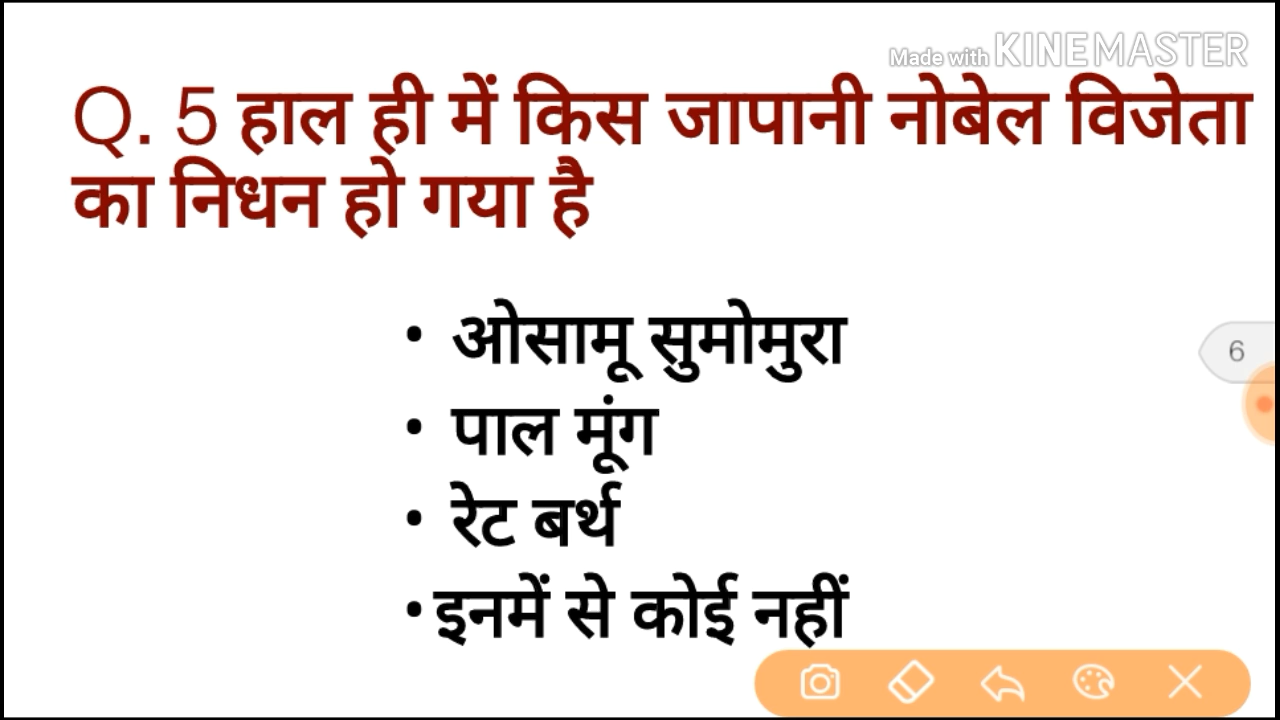 Made with KINEMASTER
Q. 5 हाल ही में किस जापानी नोबेल विजेता
का निधन हो गया है
• ओसामू सुमोमुरा
• पाल मूंग
6
• रेट बर्थ
• इनमें से कोई नहीं